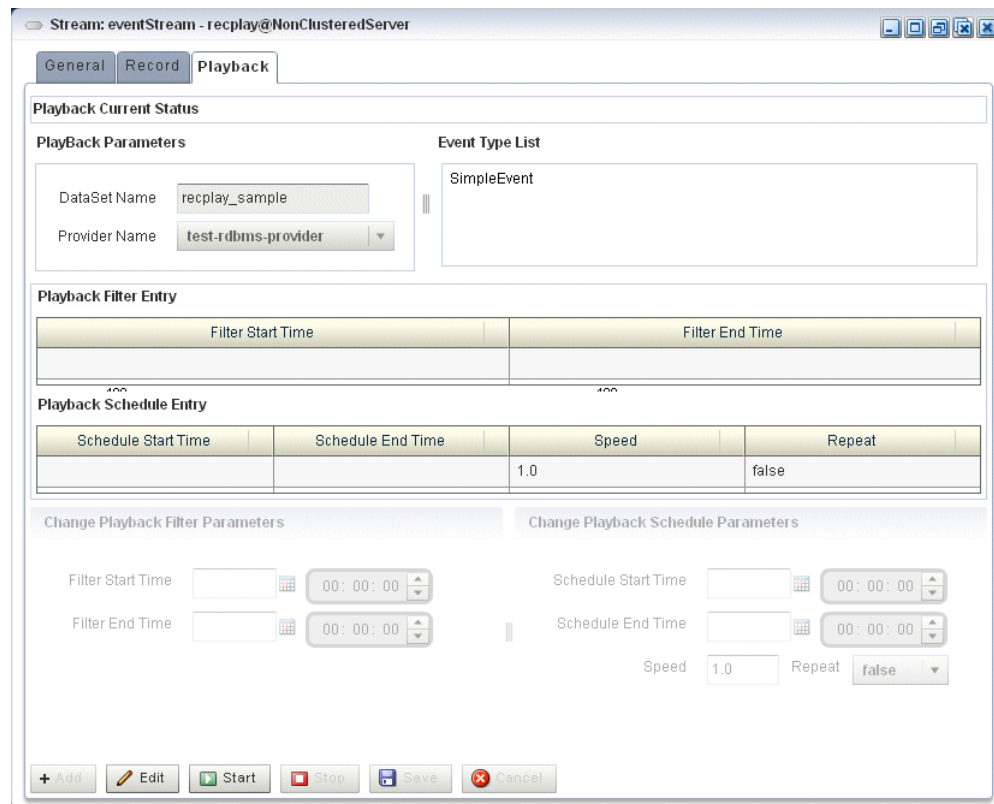 Stream: eventStream - recplay@NonClusteredServer
General Record Playback
Playback Current Status
PlayBack Parameters
Event Type List
DataSet Name recplay_sample
Provider Name test-rdbms-provider
SimpleEvent
Playback Filter Entry
Filter Start Time Filter End Time
Playback Schedule Entry
Schedule Start Time Schedule End Time Speed Repeat
1.0 false
Change Playback Filter Parameters
Change Playback Schedule Parameters
Filter Start Time 00: 00: 00
Filter End Time 00: 00: 00
Schedule Start Time 00: 00: 00
Schedule End Time 00: 00: 00
Speed 1.0 Repeat false
+ Add Edit Start Stop Save Cancel